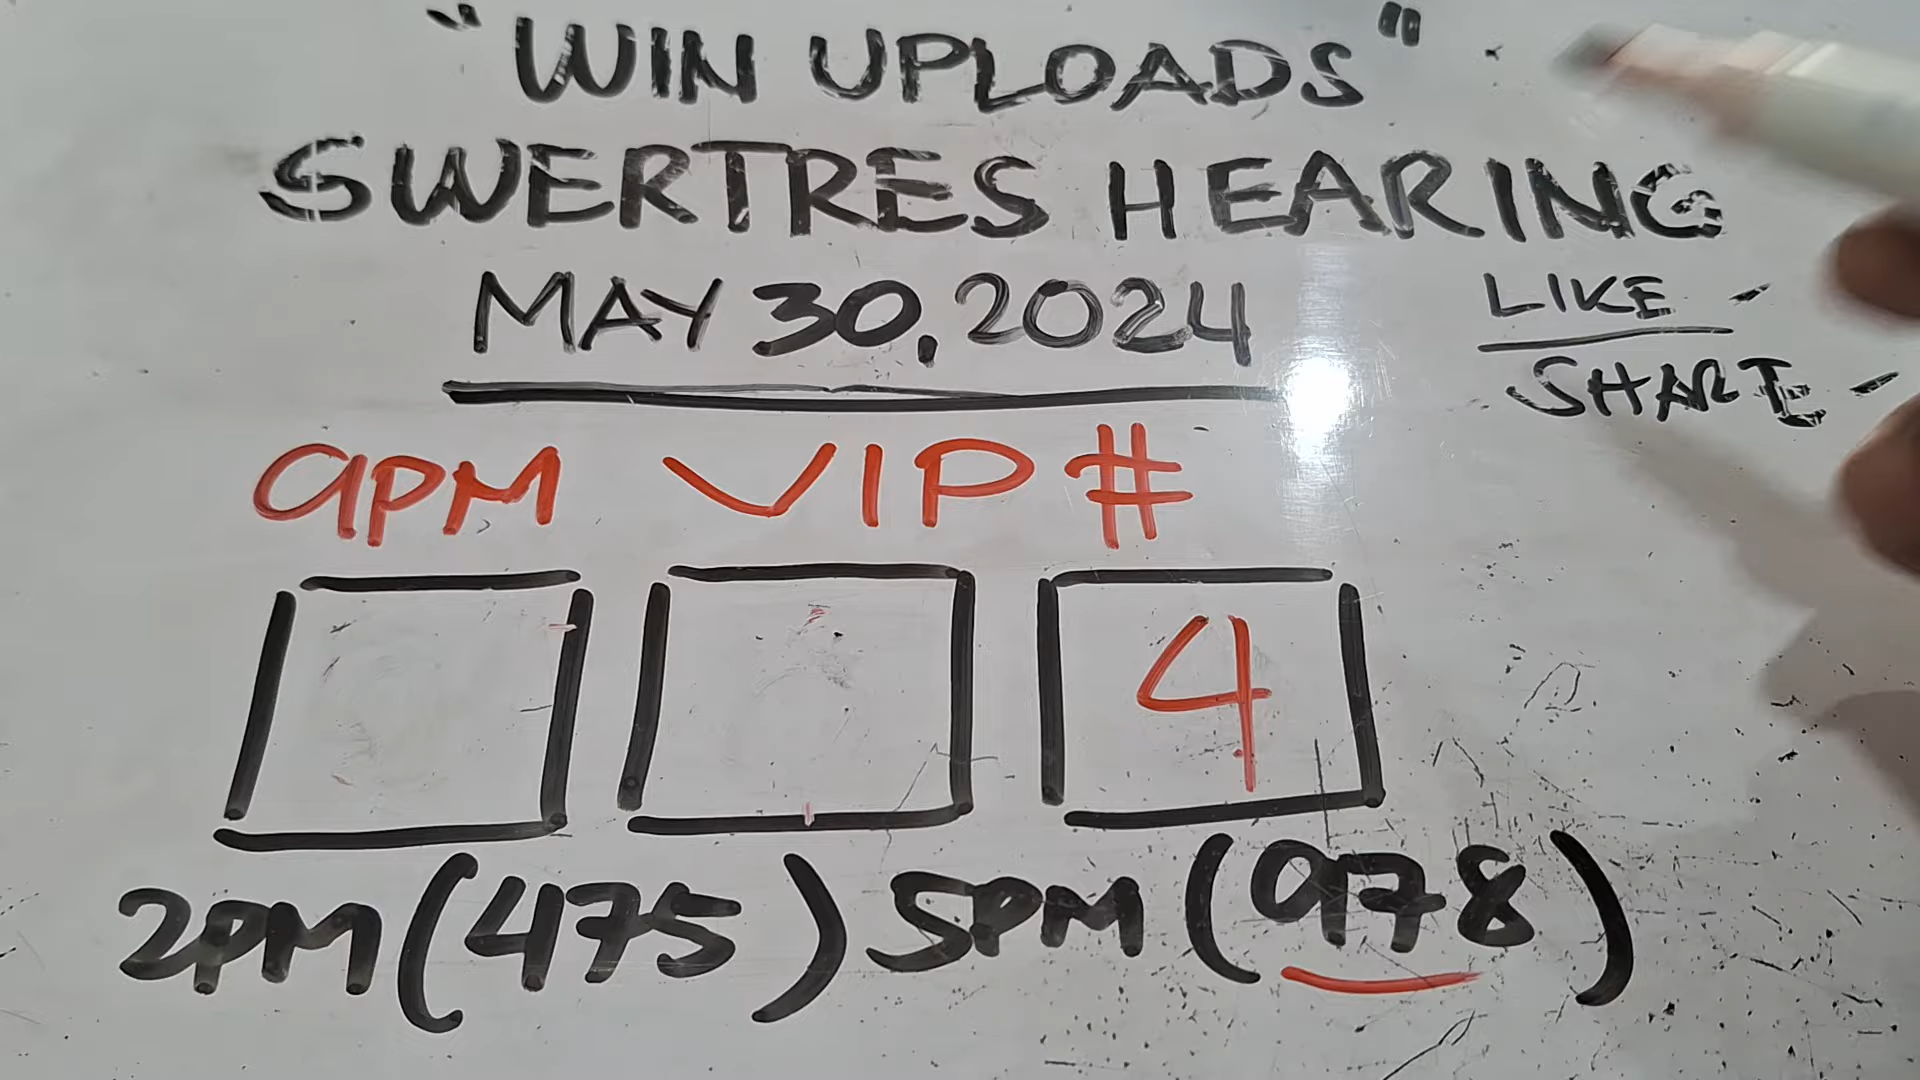 "WIN UPLOADS"
SWERTRES HEARING
MAY 30, 2024
LIKE -
SHARE -
9PM VIP #
4
2PM (475) 5PM (978)